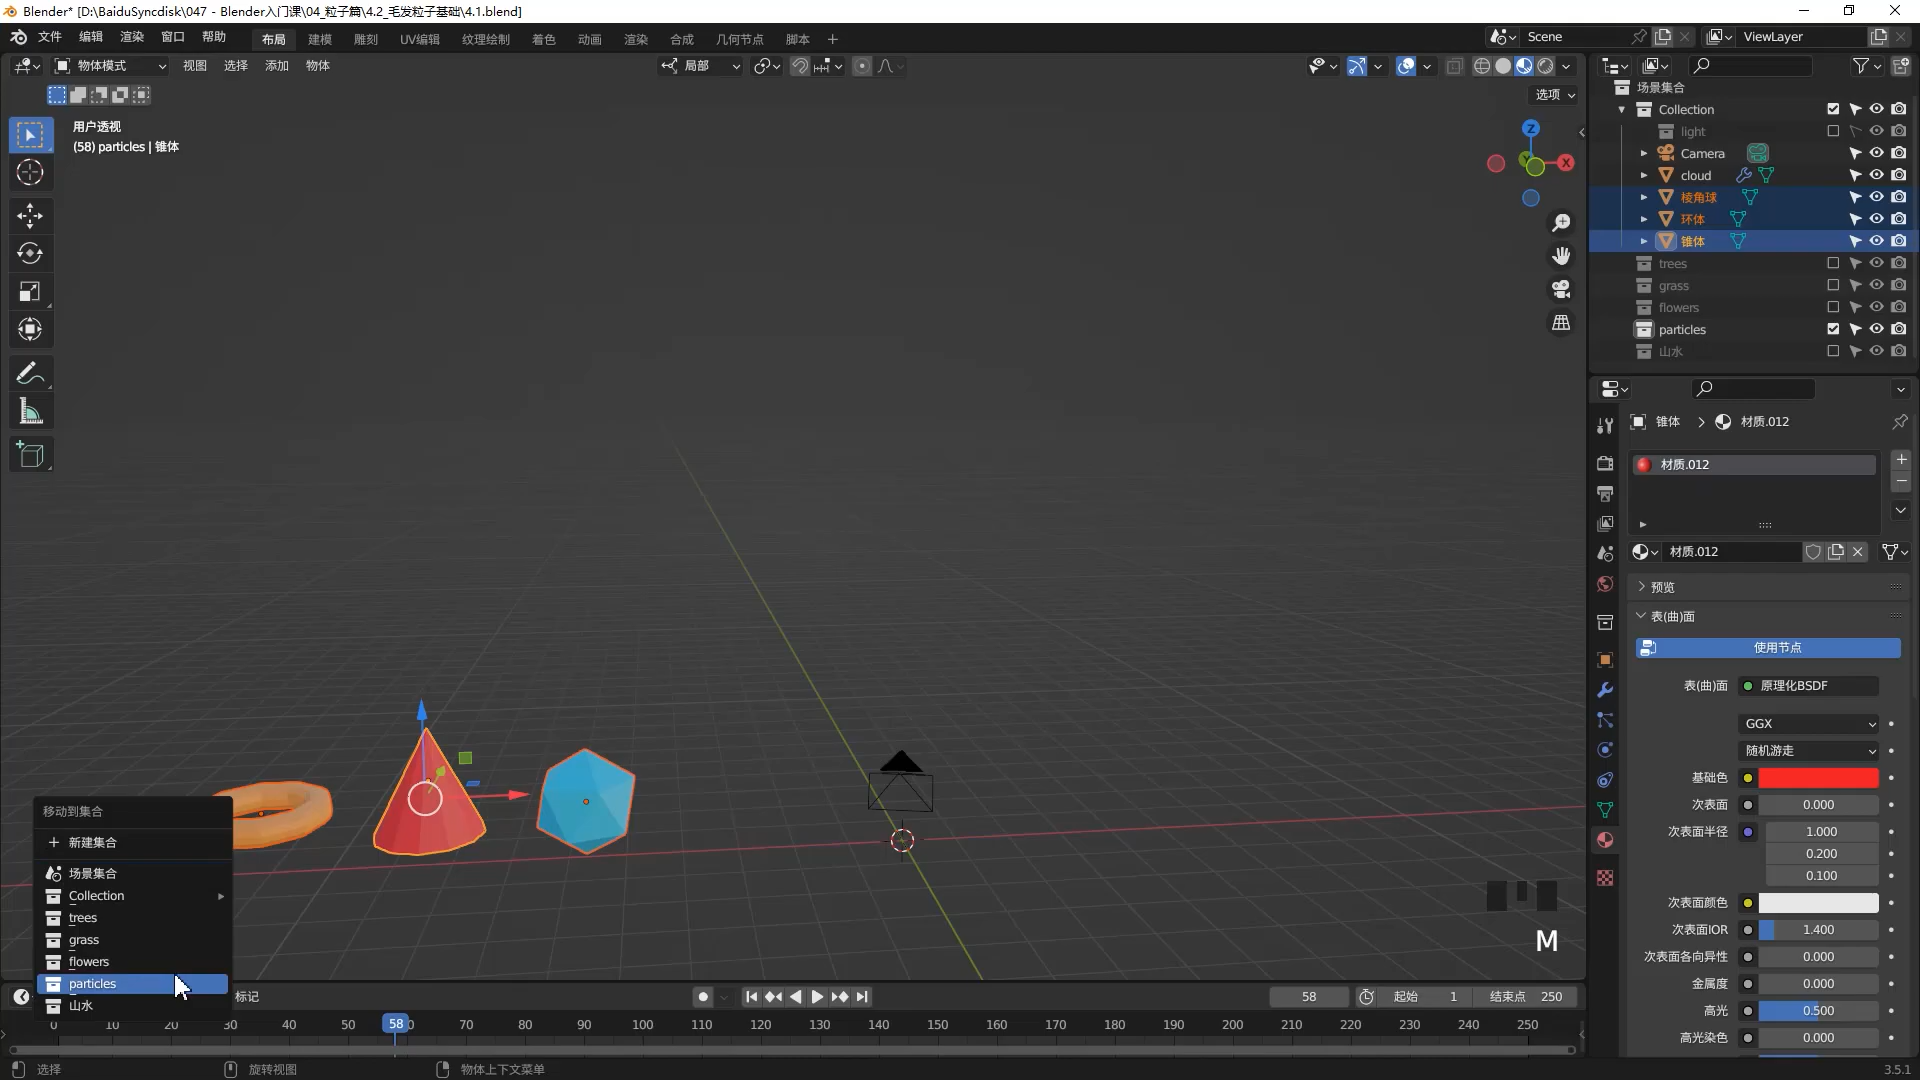 Blender* [D:\BaiduSyncdisk\047 - Blender入门课\04_粒子篇\4.2_毛发粒子基础\4.1.blend]
文件 编辑 渲染 窗口 帮助 布局 建模 雕刻 UV编辑 纹理绘制 着色 动画 渲染 合成 几何节点 脚本 + Scene ViewLayer
物体模式 视图 选择 添加 物体 局部
选项
用户透视
(58) particles | 锥体
Z
X
Y
场景集合
Collection
light
Camera
cloud
棱角球
环体
锥体
trees
grass
flowers
particles
山水
锥体 > 材质.012
材质.012
材质.012
预览
表(曲)面
使用节点
表(曲)面 原理化BSDF
GGX
随机游走
基础色
次表面 0.000
次表面半径 1.000
0.200
0.100
次表面颜色
次表面IOR 1.400
次表面各向异性 0.000
金属度 0.000
高光 0.500
高光染色 0.000
移动到集合
+ 新建集合
场景集合
Collection
trees
grass
flowers
particles
山水
M
标记 58 起始 1 结束点 250
0 10 20 30 40 50 58 0 70 80 90 100 110 120 130 140 150 160 170 180 190 200 210 220 230 240 250
选择 旋转视图 物体上下文菜单 3.5.1